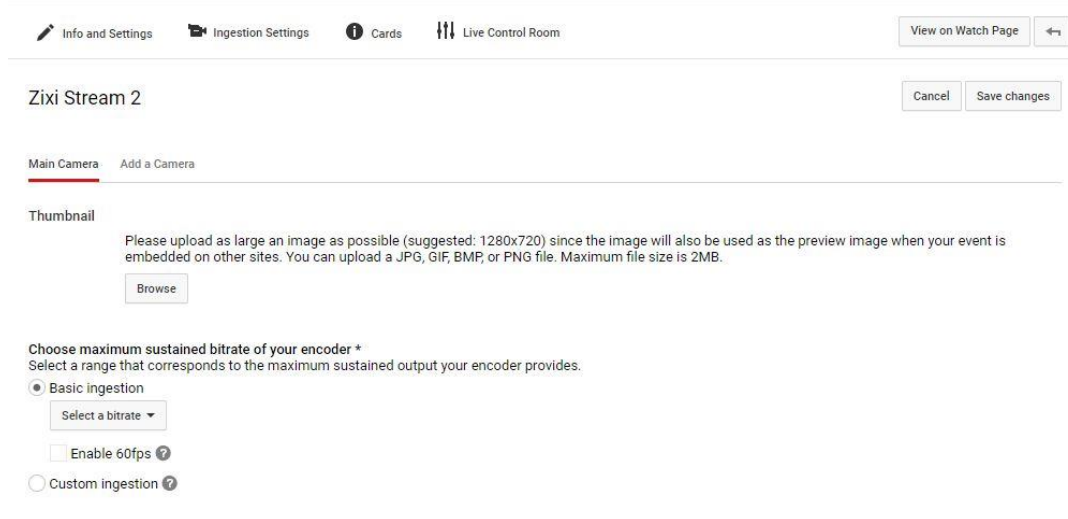 Info and Settings Ingestion Settings Cards Live Control Room View on Watch Page
Zixi Stream 2 Cancel Save changes
Main Camera Add a Camera
Thumbnail
Please upload as large an image as possible (suggested: 1280x720) since the image will also be used as the preview image when your event is
embedded on other sites. You can upload a JPG, GIF, BMP, or PNG file. Maximum file size is 2MB.
Browse
Choose maximum sustained bitrate of your encoder *
Select a range that corresponds to the maximum sustained output your encoder provides.
Basic ingestion
Select a bitrate
Enable 60fps ?
Custom ingestion ?